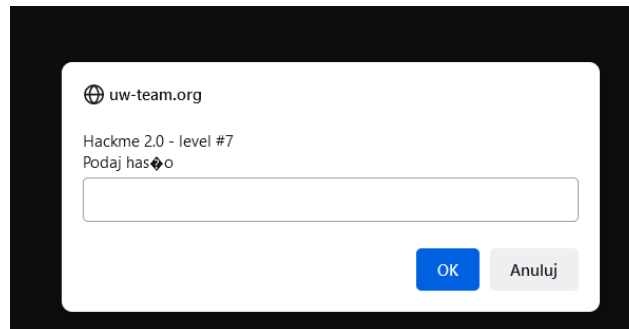 uw-team.org
Hackme 2.0 - level #7
Podaj has�o
OK
Anuluj